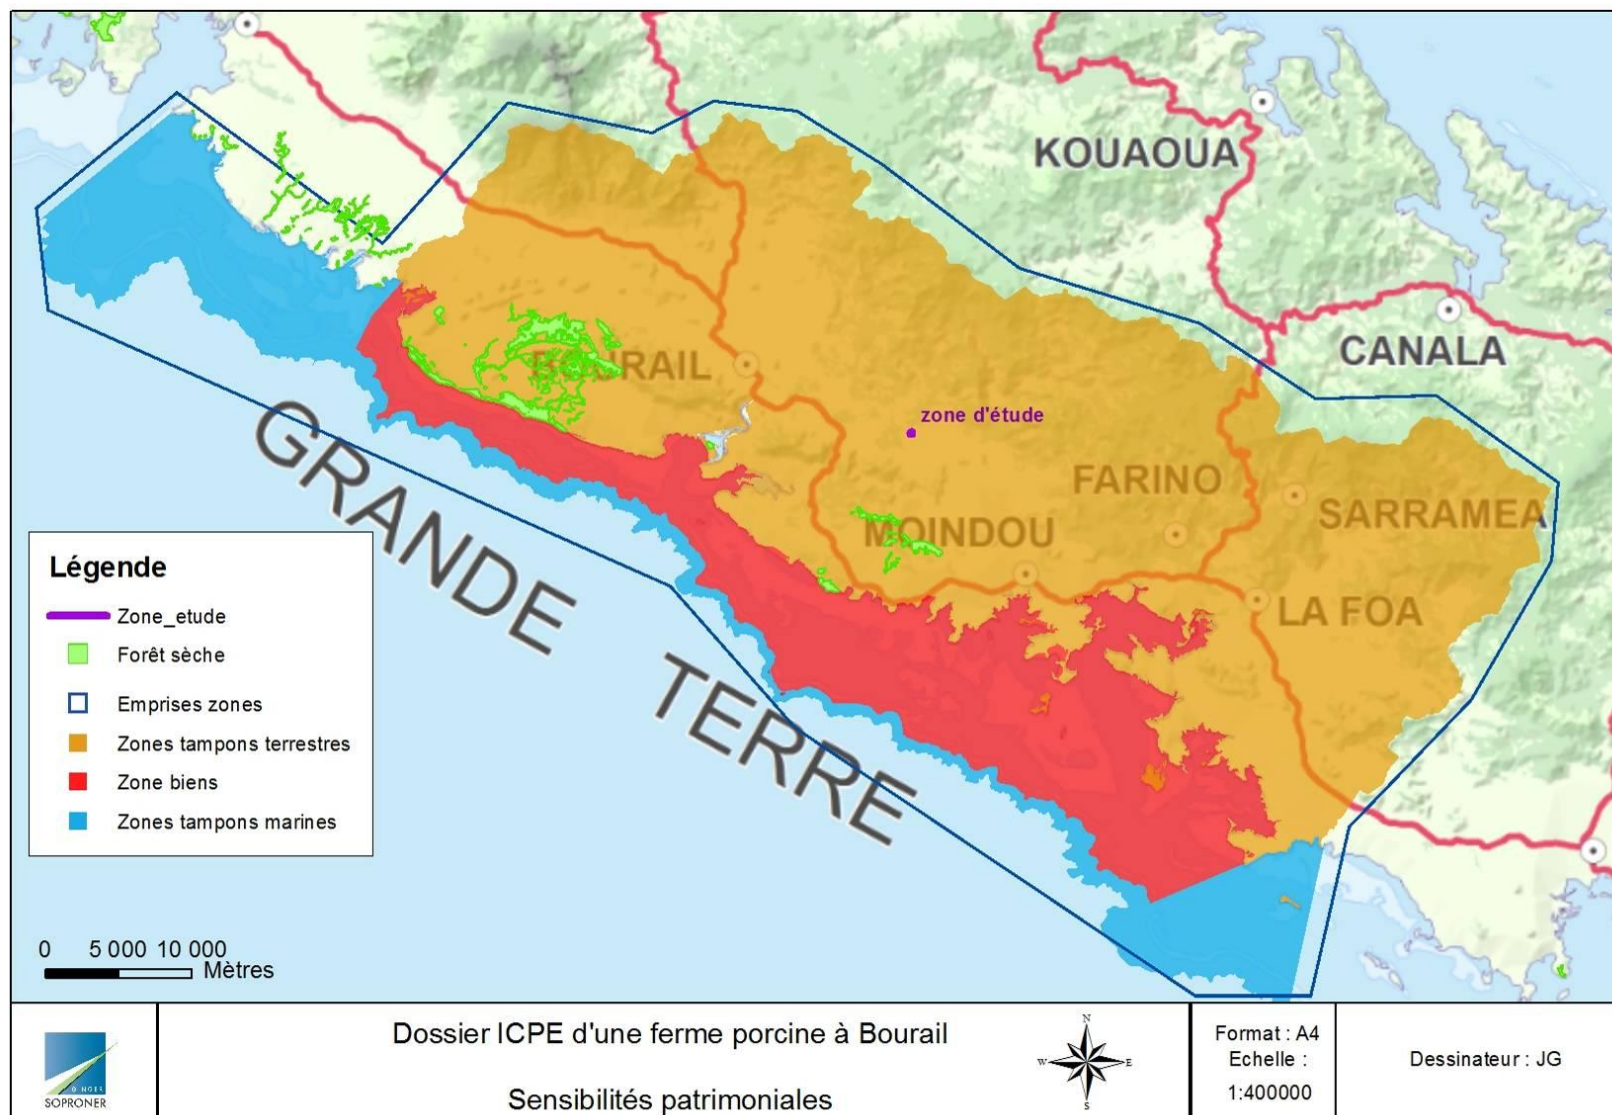 KOUAOUA
CANALA
BOURAIL
zone d'étude
FARINO
SARRAMEA
MOINDOU
LA FOA
GRANDE TERRE
Légende
Zone_etude
Forêt sèche
Emprises zones
Zones tampons terrestres
Zone biens
Zones tampons marines
0 5 000 10 000
Mètres
SOPRONER
Dossier ICPE d'une ferme porcine à Bourail
Sensibilités patrimoniales
N
W E
S
Format : A4
Echelle :
1:400000
Dessinateur : JG